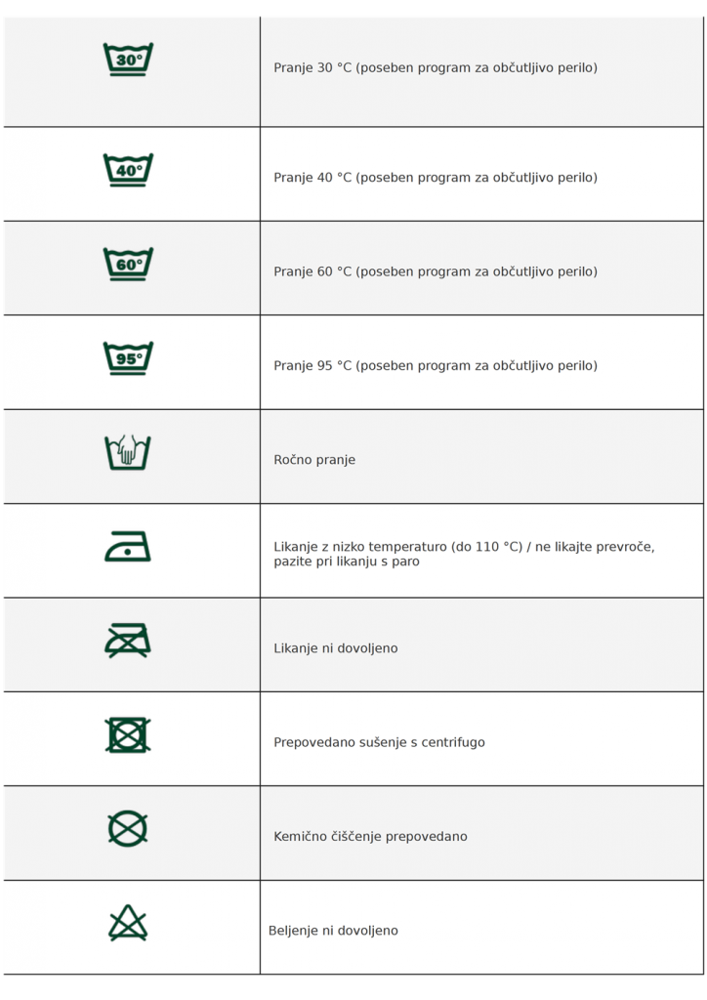 30°
Pranje 30 °C (poseben program za občutljivo perilo)
40°
Pranje 40 °C (poseben program za občutljivo perilo)
60°
Pranje 60 °C (poseben program za občutljivo perilo)
95°
Pranje 95 °C (poseben program za občutljivo perilo)
Ročno pranje
Likanje z nizko temperaturo (do 110 °C) / ne likajte prevroče,
pazite pri likanju s paro
Likanje ni dovoljeno
Prepovedano sušenje s centrifugo
Kemično čiščenje prepovedano
Beljenje ni dovoljeno